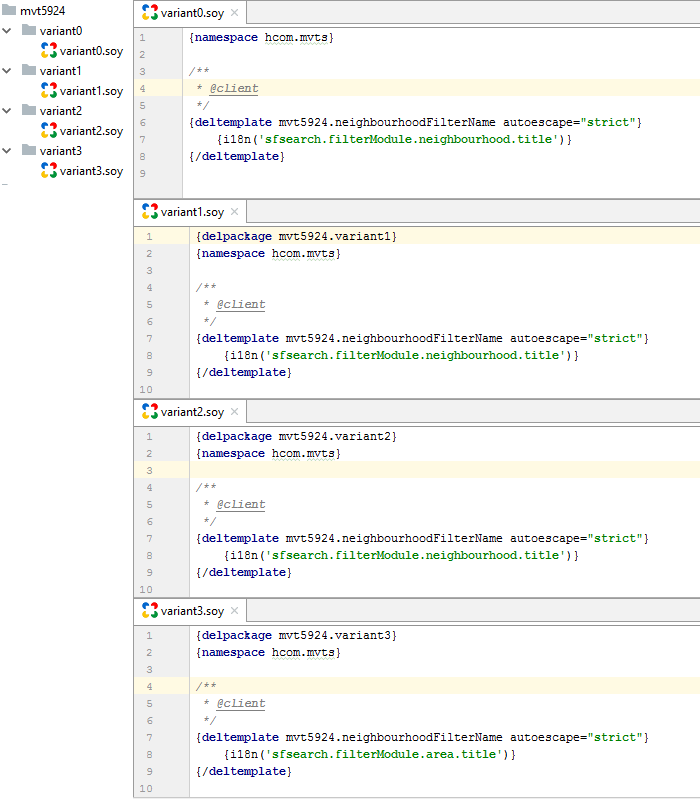 mvt5924
variant0
variant0.soy
variant1
variant1.soy
variant2
variant2.soy
variant3
variant3.soy
variant0.soy
1 {namespace hcom.mvts}
2
3 /**
4 * @client
5 */
6 {deltemplate mvt5924.neighbourhoodFilterName autoescape="strict"}
7 {i18n('sfsearch.filterModule.neighbourhood.title')}
8 {/deltemplate}
9
variant1.soy
1 {delpackage mvt5924.variant1}
2 {namespace hcom.mvts}
3
4 /**
5 * @client
6 */
7 {deltemplate mvt5924.neighbourhoodFilterName autoescape="strict"}
8 {i18n('sfsearch.filterModule.neighbourhood.title')}
9 {/deltemplate}
10
variant2.soy
1 {delpackage mvt5924.variant2}
2 {namespace hcom.mvts}
3
4 /**
5 * @client
6 */
7 {deltemplate mvt5924.neighbourhoodFilterName autoescape="strict"}
8 {i18n('sfsearch.filterModule.neighbourhood.title')}
9 {/deltemplate}
10
variant3.soy
1 {delpackage mvt5924.variant3}
2 {namespace hcom.mvts}
3
4 /**
5 * @client
6 */
7 {deltemplate mvt5924.neighbourhoodFilterName autoescape="strict"}
8 {i18n('sfsearch.filterModule.area.title')}
9 {/deltemplate}
10